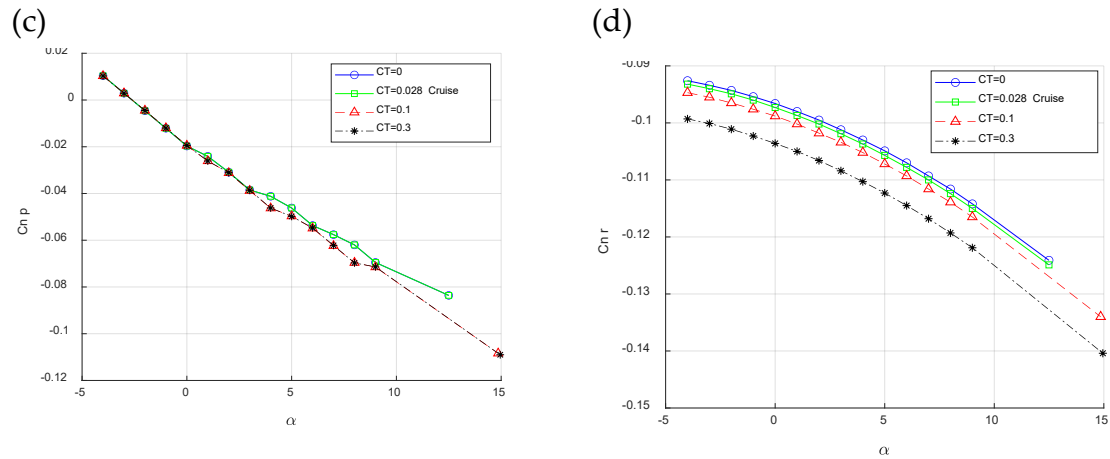 (c)
0.02
0
-0.02
-0.04
-0.06
-0.08
-0.1
-0.12
Cn p
-5
0
5
10
15
α
CT=0
CT=0.028 Cruise
CT=0.1
CT=0.3
(d)
-0.09
-0.1
-0.11
-0.12
-0.13
-0.14
-0.15
Cn r
-5
0
5
10
15
α
CT=0
CT=0.028 Cruise
CT=0.1
CT=0.3